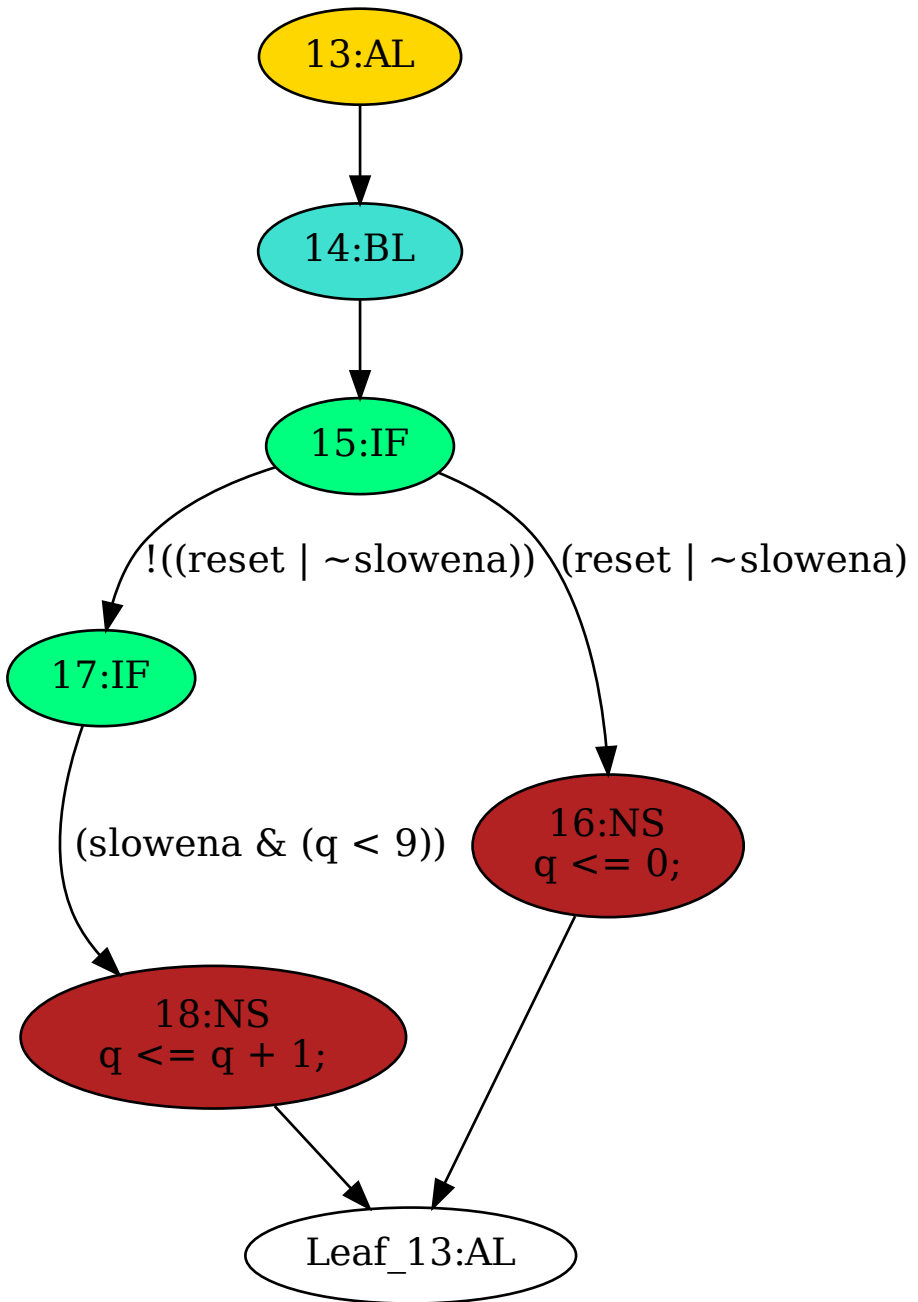 13:AL
14:BL
15:IF
!((reset | ~slowena))
(reset | ~slowena)
17:IF
(slowena & (q < 9))
16:NS
q <= 0;
18:NS
q <= q + 1;
Leaf_13:AL